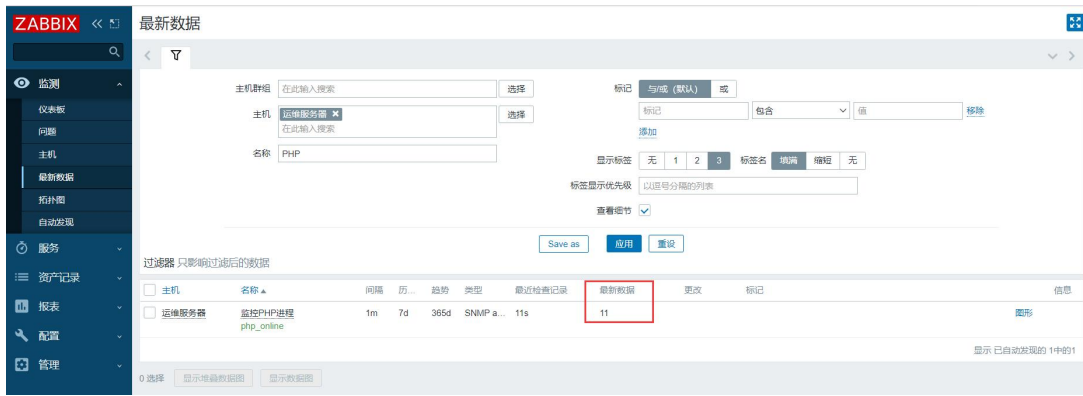 ZABBIX
最新数据
监测
仪表板
问题
主机
最新数据
拓扑图
自动发现
服务
资产记录
报表
配置
管理
主机群组 在此输入搜索 选择
主机 运维服务器 选择
在此输入搜索
名称 PHP
标记 与/或 (默认) 或
标记 包含 值 移除
添加
显示标签 无 1 2 3 标签名 填满 缩短 无
标签显示优先级 以逗号分隔的列表
查看细节
Save as 应用 重设
过滤器 只影响过滤后的数据
主机 名称 间隔 历... 趋势 类型 最近检查记录 最新数据 更改 标记 信息
运维服务器 监控PHP进程 1m 7d 365d SNMP a... 11s 11 图形
php_online
显示 已自动发现的 1中的1
0 选择 显示堆叠数据图 显示数据图